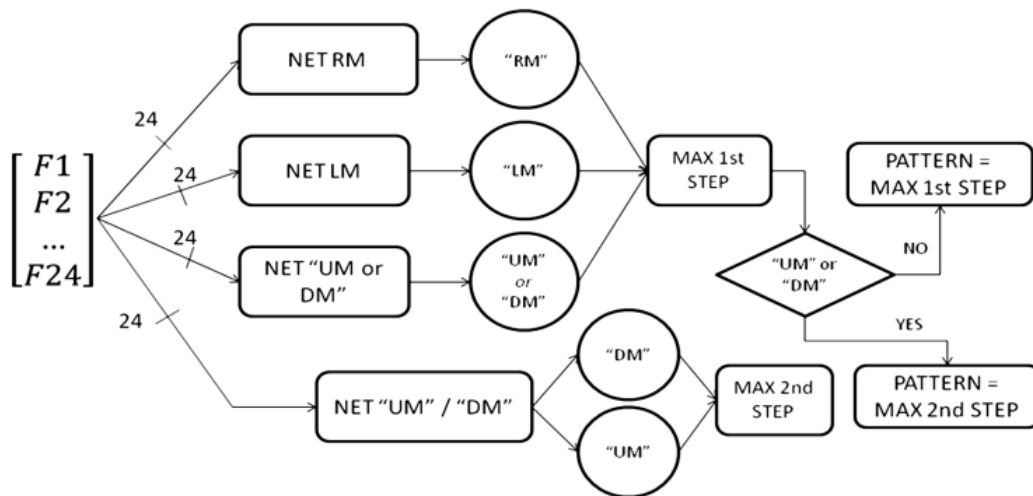 24
NET RM
“RM”
24
NET LM
“LM”
F1
F2
...
F24
24
NET “UM or
DM”
“UM”
or
“DM”
MAX 1st
STEP
PATTERN =
MAX 1st STEP
“UM” or
“DM”
NO
YES
24
NET “UM” / “DM”
“DM”
“UM”
MAX 2nd
STEP
PATTERN =
MAX 2nd STEP